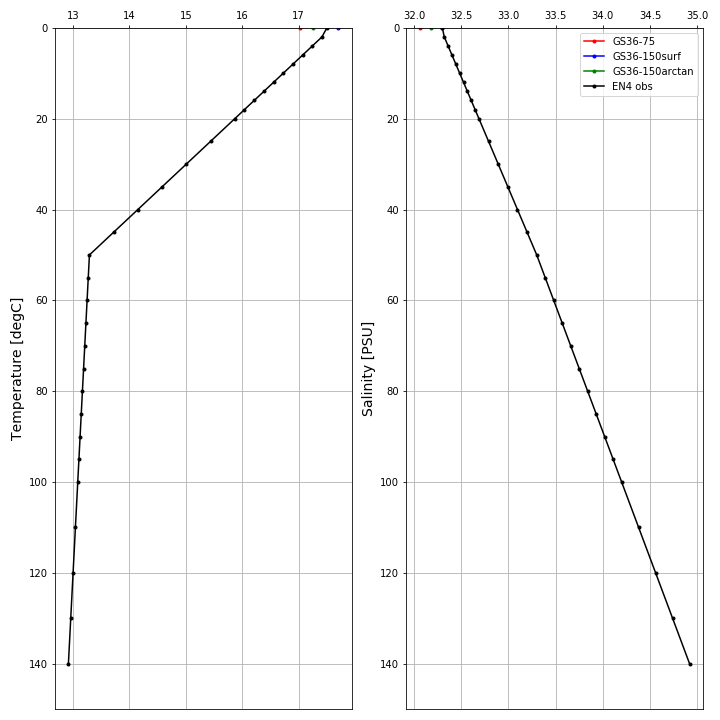 13 14 15 16 17
0
20
40
60
80
100
120
140
Temperature [degC]
32.0 32.5 33.0 33.5 34.0 34.5 35.0
0
20
40
60
80
100
120
140
Salinity [PSU]
GS36-75
GS36-150surf
GS36-150arctan
EN4 obs